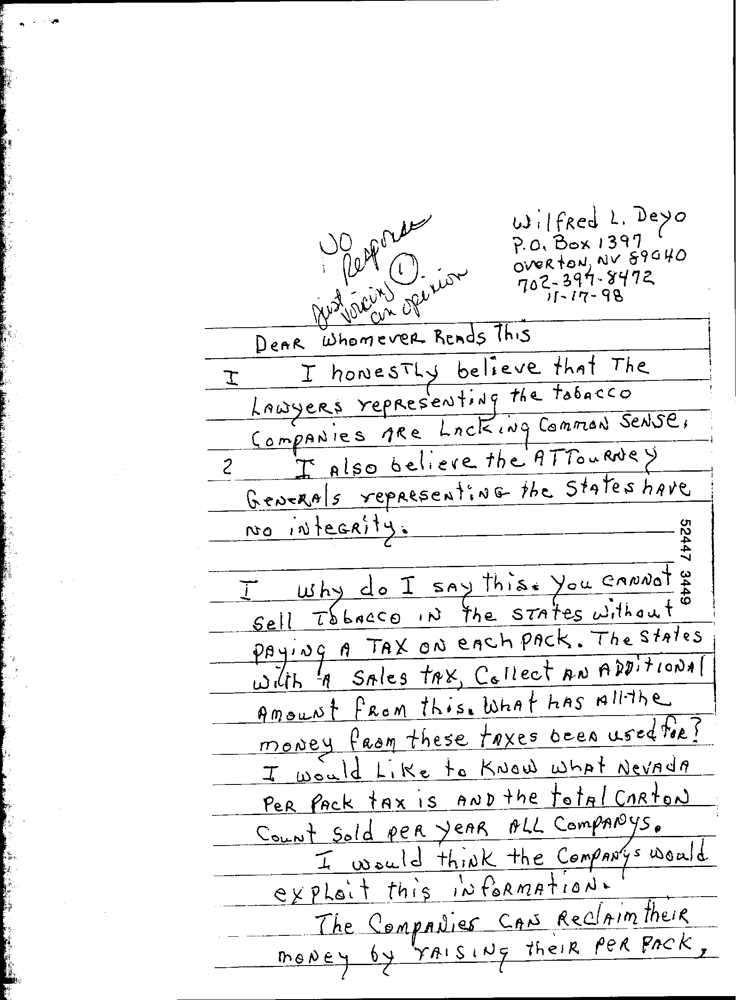 Wilfred L. Deyo
P.O. Box 1397
Overton, NV 89040
702-397-8472
11-17-98
No
Response
①
Just
voicing
an opinion
Dear Whomever Reads This
I I honestly believe that The
Lawyers representing the tobacco
Companies are Lacking Common Sense.
2 I Also believe the ATTourney
Generals representing the States have
no integrity.
52447 3449
I Why do I say this. You cannot
Sell Tobacco in the states without
paying a tax on each pack. The States
with a sales tax, Collect an additional
Amount from this. What has all the
money from these taxes been used for?
I would Like to Know what Nevada
Per Pack tax is and the total carton
Count sold per year all Companys.
I would think the Companys would
exploit this information.
The Companies can Reclaim their
money by raising their per pack,